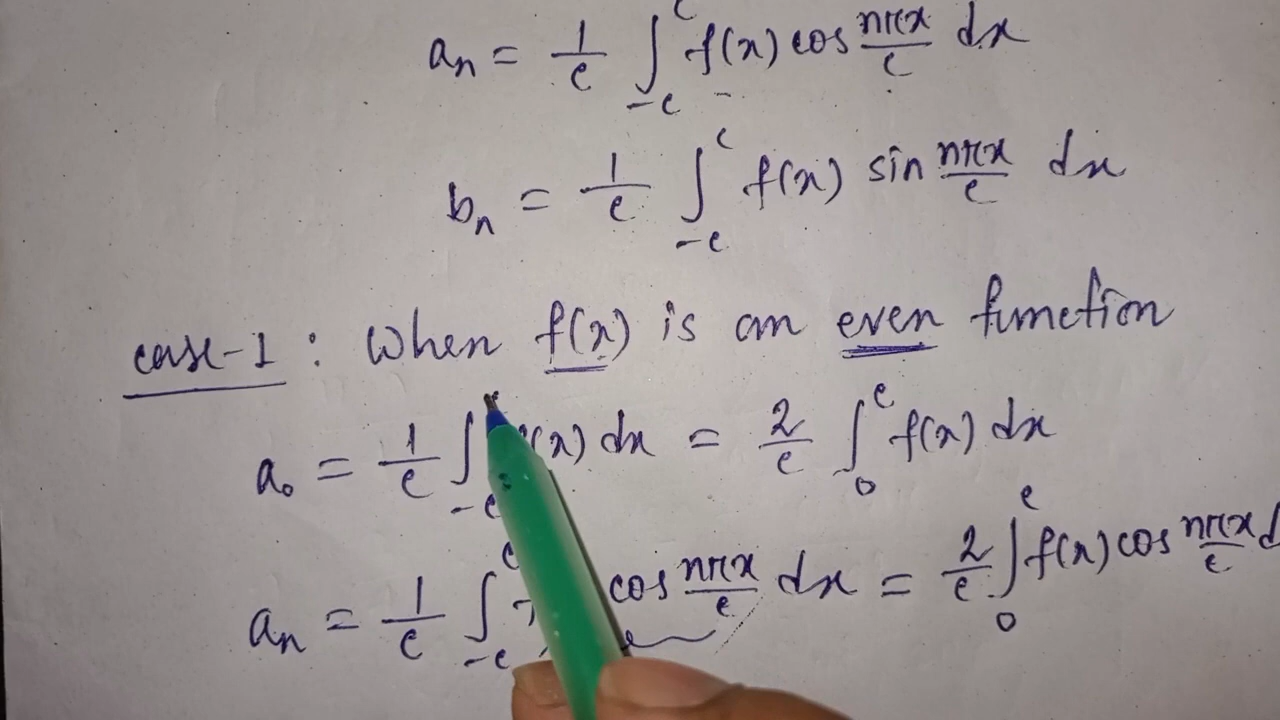 aₙ = 1/c ∫₋c^c f(x) cos nπx/c dx
bₙ = 1/c ∫₋c^c f(x) sin nπx/c dx
case-1 : When f(x) is an even function
a₀ = 1/c ∫₋c (x) dx = 2/c ∫₀^c f(x) dx
aₙ = 1/c ∫₋c^c cos nπx/c dx = 2/c ∫₀^c f(x) cos nπx/c d